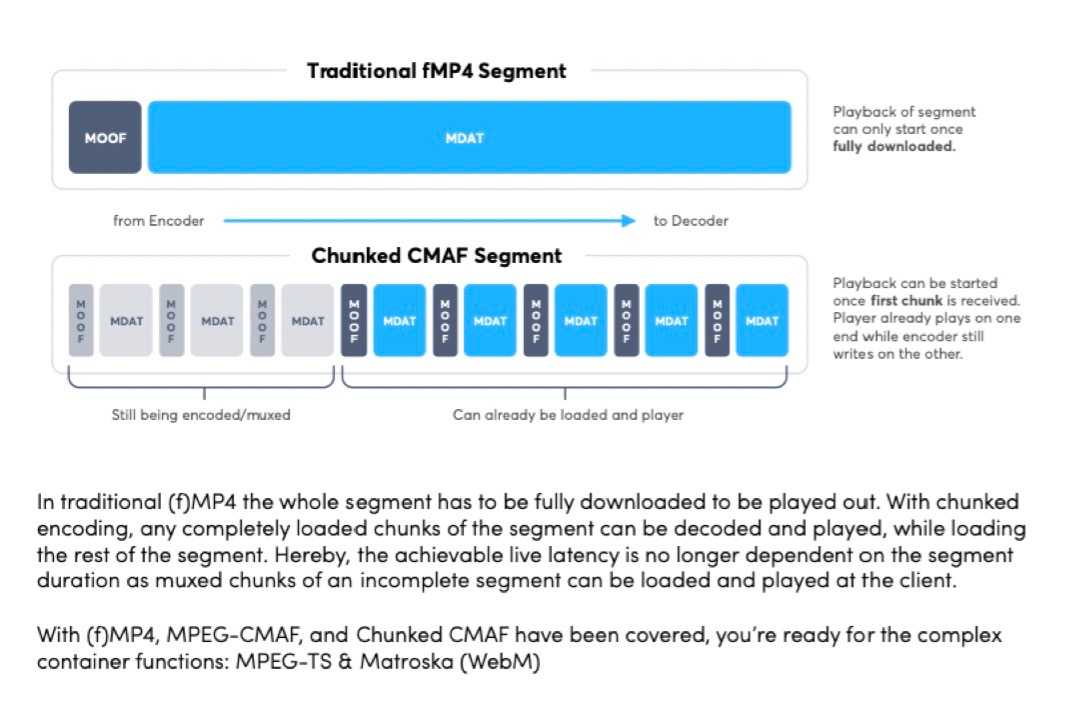 Traditional fMP4 Segment
MOOF
MDAT
Playback of segment
can only start once
fully downloaded.
from Encoder
to Decoder
Chunked CMAF Segment
MOOF MDAT MOOF MDAT MOOF MDAT MOOF MDAT MOOF MDAT MOOF MDAT MOOF MDAT MOOF MDAT
Playback can be started
once first chunk is received.
Player already plays on one
end while encoder still
writes on the other.
Still being encoded/muxed
Can already be loaded and player
In traditional (f)MP4 the whole segment has to be fully downloaded to be played out. With chunked
encoding, any completely loaded chunks of the segment can be decoded and played, while loading
the rest of the segment. Hereby, the achievable live latency is no longer dependent on the segment
duration as muxed chunks of an incomplete segment can be loaded and played at the client.
With (f)MP4, MPEG-CMAF, and Chunked CMAF have been covered, you're ready for the complex
container functions: MPEG-TS & Matroska (WebM)